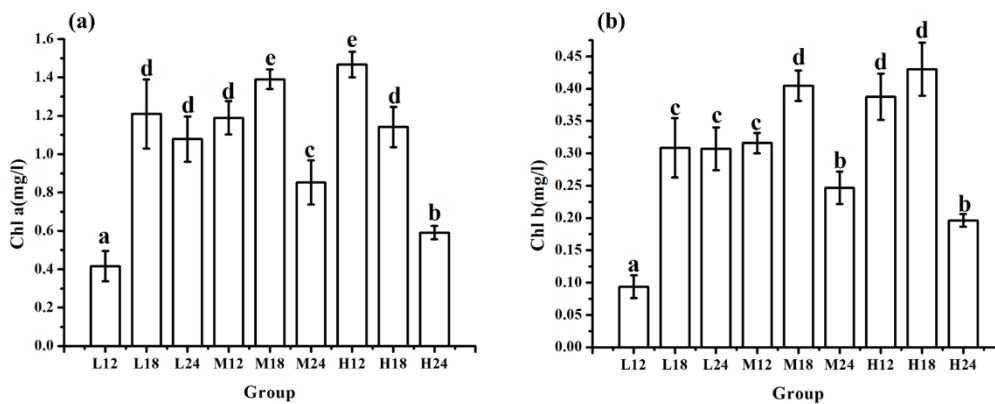 (a)
Chl a(mg/l)
1.6
1.4
1.2
1.0
0.8
0.6
0.4
0.2
0.0
a
d
d
d
e
c
e
d
b
L12 L18 L24 M12 M18 M24 H12 H18 H24
Group
(b)
Chl b(mg/l)
0.45
0.40
0.35
0.30
0.25
0.20
0.15
0.10
0.05
0.00
a
c
c
c
d
b
d
d
b
L12 L18 L24 M12 M18 M24 H12 H18 H24
Group